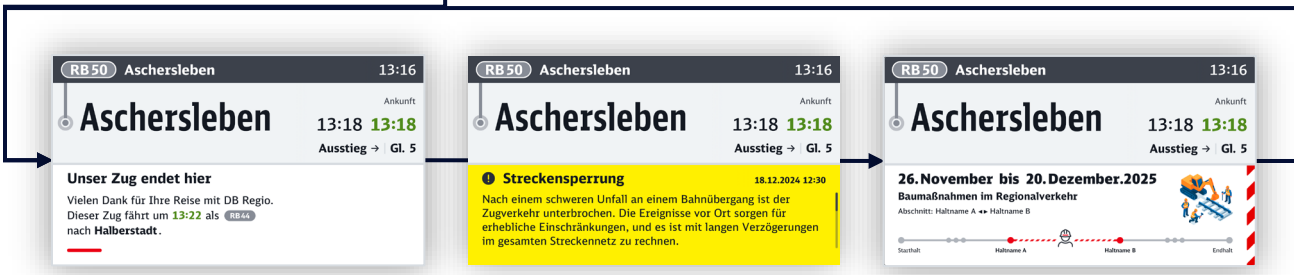 RB 50 Aschersleben 13:16
Ankunft
Aschersleben 13:18 13:18
Ausstieg → Gl. 5
Unser Zug endet hier
Vielen Dank für Ihre Reise mit DB Regio.
Dieser Zug fährt um 13:22 als RB44
nach Halberstadt.
RB 50 Aschersleben 13:16
Ankunft
Aschersleben 13:18 13:18
Ausstieg → Gl. 5
Streckensperrung 18.12.2024 12:30
Nach einem schweren Unfall an einem Bahnübergang ist der
Zugverkehr unterbrochen. Die Ereignisse vor Ort sorgen für
erhebliche Einschränkungen, und es ist mit langen Verzögerungen
im gesamten Streckennetz zu rechnen.
RB 50 Aschersleben 13:16
Ankunft
Aschersleben 13:18 13:18
Ausstieg → Gl. 5
26. November bis 20. Dezember.2025
Baumaßnahmen im Regionalverkehr
Abschnitt: Haltname A ◂▸ Haltname B
Starthalt Haltname A Haltname B Endhalt